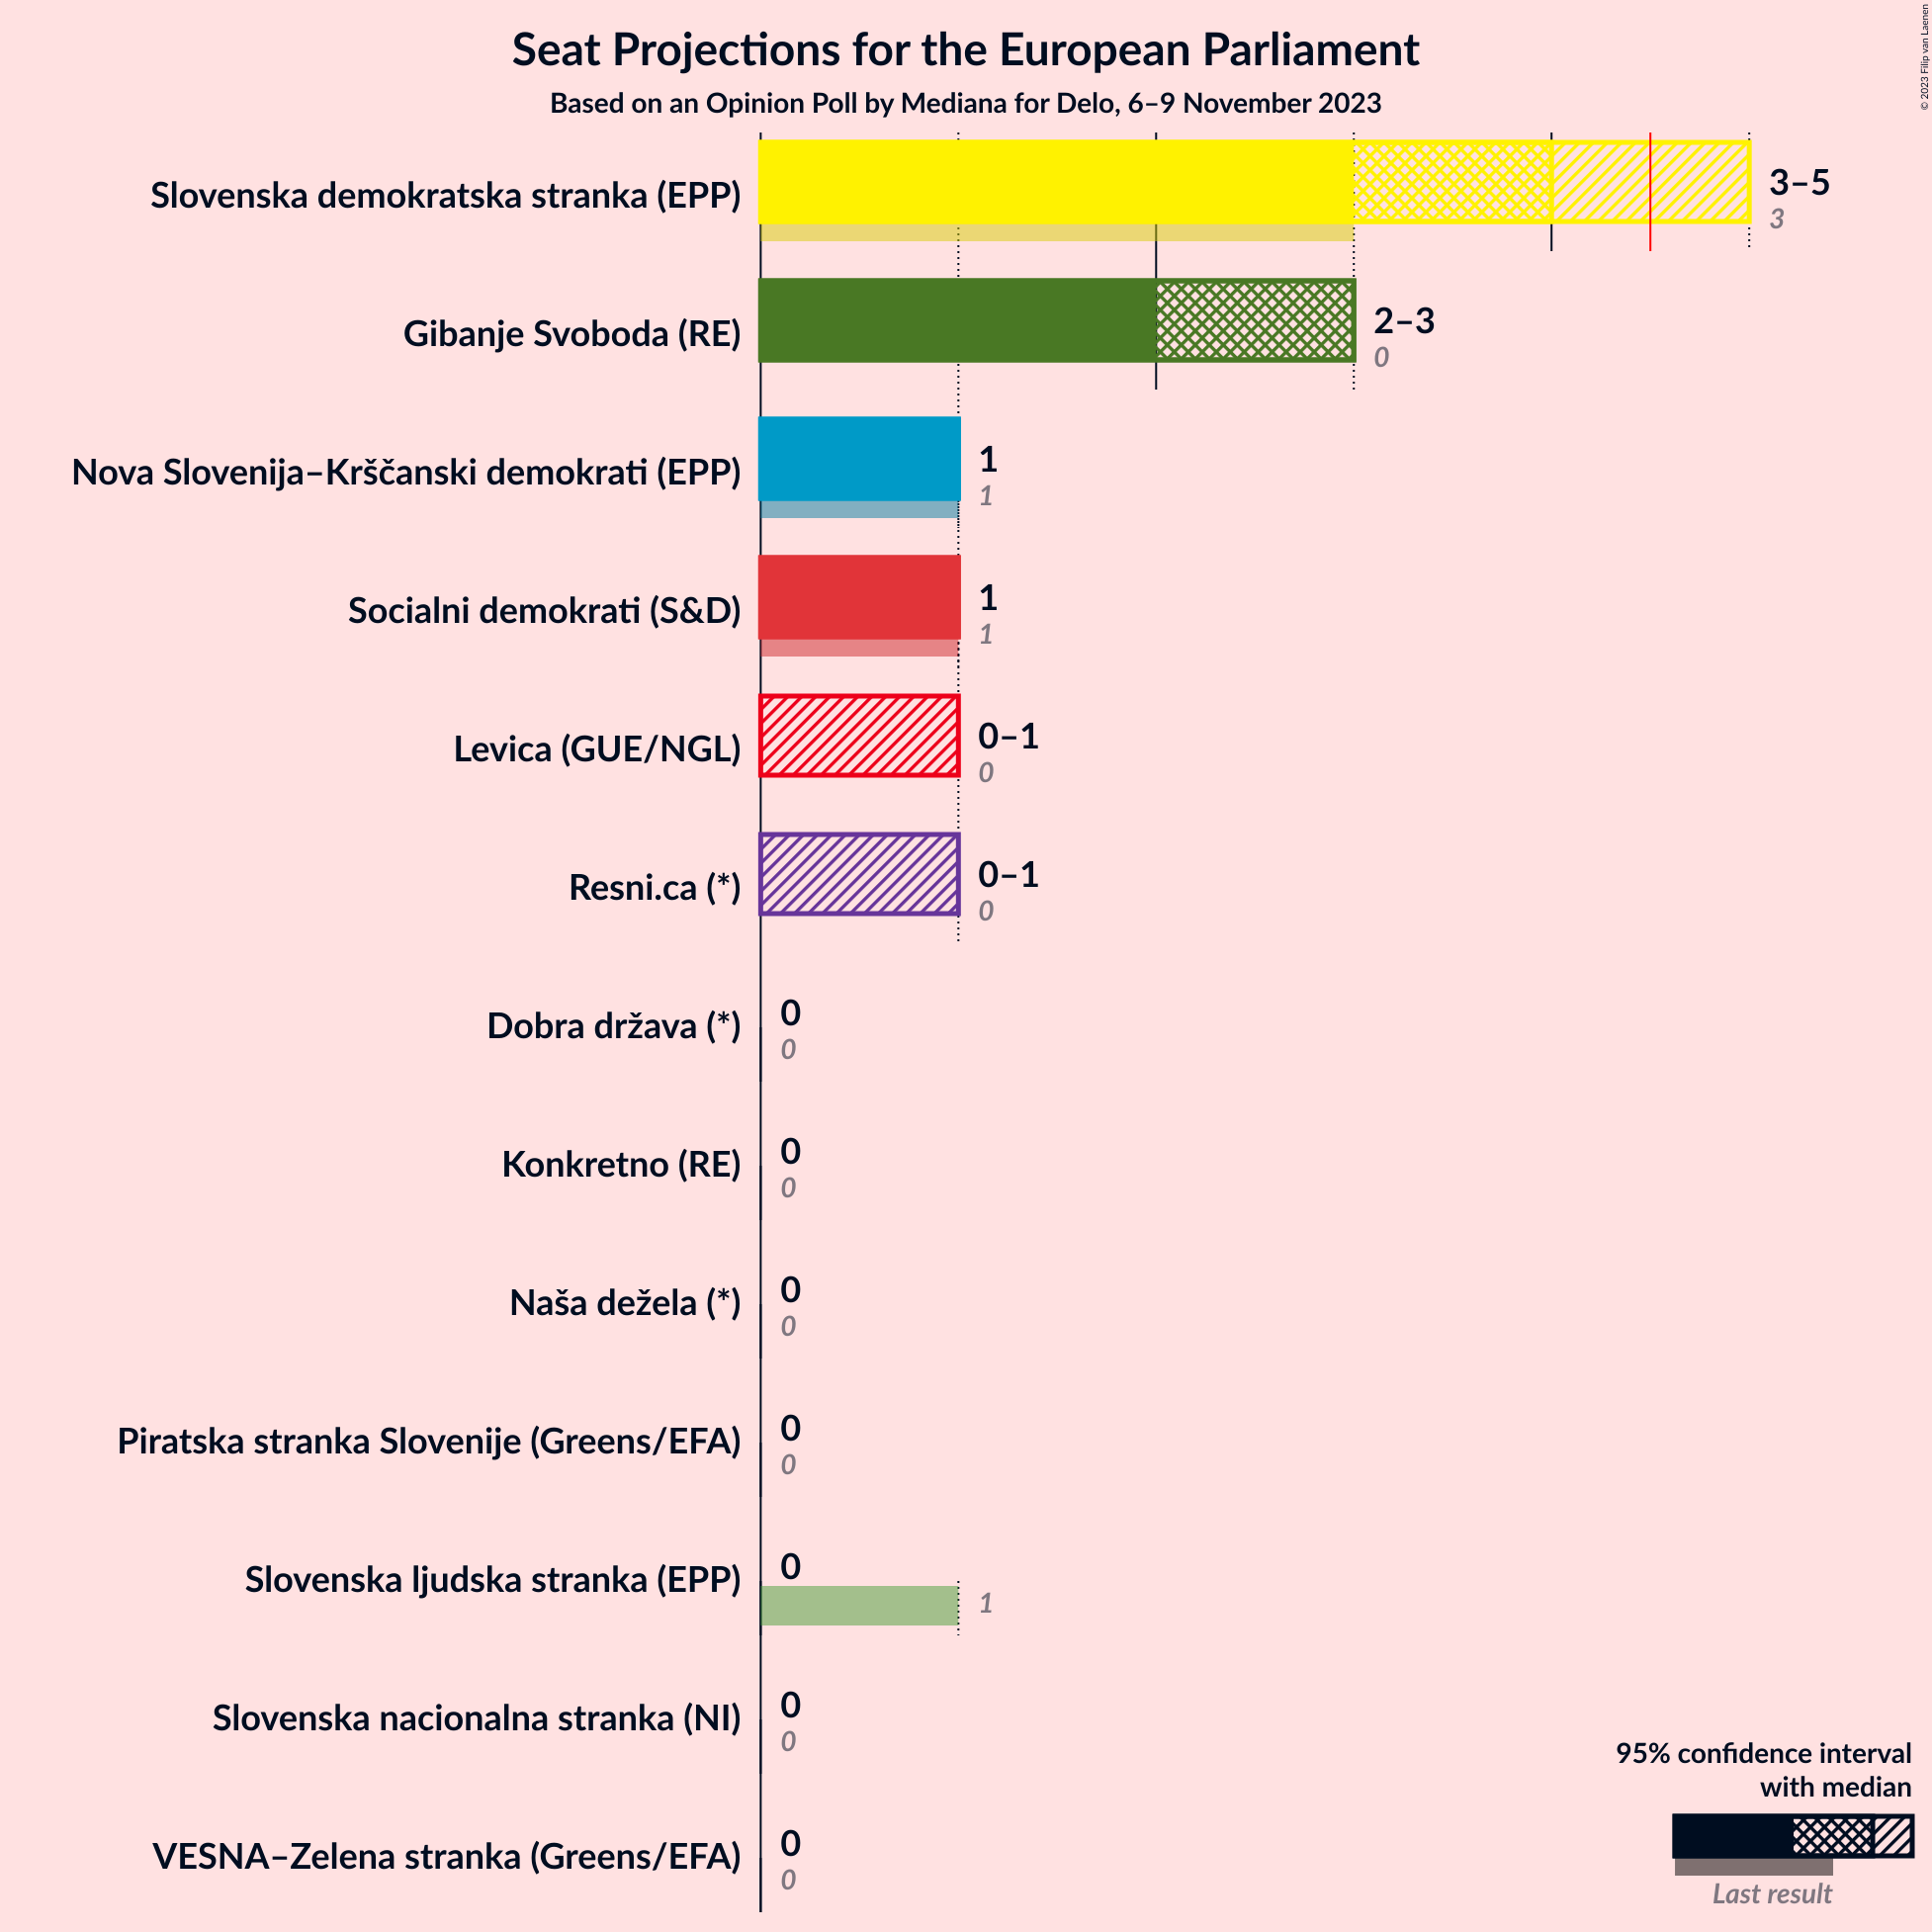 Seat Projections for the European Parliament
Based on an Opinion Poll by Mediana for Delo, 6–9 November 2023
© 2023 Filip van Laenen
Slovenska demokratska stranka (EPP)
3–5
3
Gibanje Svoboda (RE)
2–3
0
Nova Slovenija–Krščanski demokrati (EPP)
1
1
Socialni demokrati (S&D)
1
1
Levica (GUE/NGL)
0–1
0
Resni.ca (*)
0–1
0
Dobra država (*)
0
0
Konkretno (RE)
0
0
Naša dežela (*)
0
0
Piratska stranka Slovenije (Greens/EFA)
0
0
Slovenska ljudska stranka (EPP)
0
1
Slovenska nacionalna stranka (NI)
0
0
VESNA–Zelena stranka (Greens/EFA)
0
0
95% confidence interval
with median
Last result